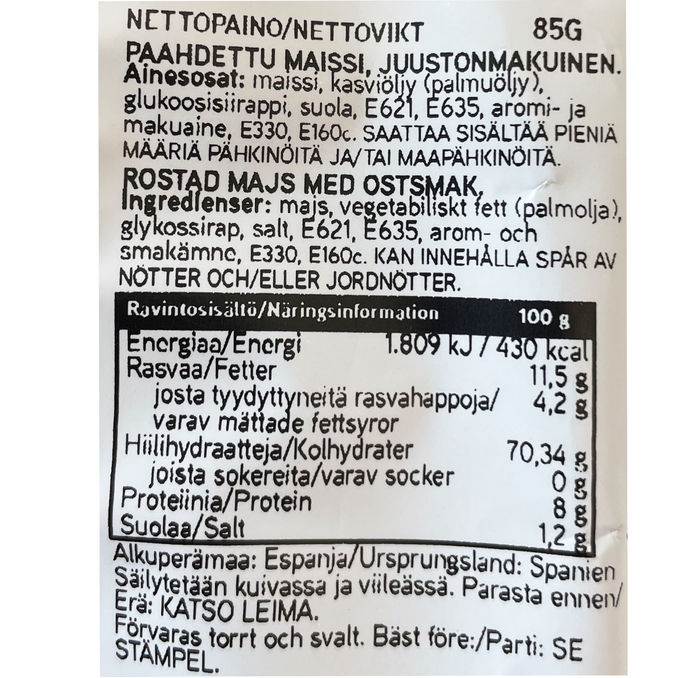 NETTOPAINO/NETTOVIKT 85G
PAAHDETTU MAISSI, JUUSTONMAKUINEN.
Ainesosat: maissi, kasviöljy (palmuöljy),
glukoosisiirappi, suola, E621, E635, aromi- ja
makuaine, E330, E160c. SAATTAA SISÄLTÄÄ PIENIÄ
MÄÄRIÄ PÄHKINÖITÄ JA/TAI MAAPÄHKINÖITÄ.
ROSTAD MAJS MED OSTSMAK,
Ingredienser: majs, vegetabiliskt fett (palmolja),
glykossirap, salt, E621, E635, arom- och
smakämne, E330, E160c. KAN INNEHÅLLA SPÅR AV
NÖTTER OCH/ELLER JORDNÖTTER.
Ravintosisältö/Näringsinformation 100 g
Energiaa/Energi 1.809 kJ / 430 kcal
Rasvaa/Fetter 11,5 g
josta tyydyttyneitä rasvahappoja/ 4,2 g
varav mättade fettsyror
Hiilihydraatteja/Kolhydrater 70,34 g
joista sokereita/varav socker 0 g
Proteiinia/Protein 8 g
Suolaa/Salt 1,2 g
Alkuperämaa: Espanja/Ursprungsland: Spanien
Säilytetään kuivassa ja viileässä. Parasta ennen/
Erä: KATSO LEIMA.
Förvaras torrt och svalt. Bäst före:/Parti: SE
STÄMPEL.